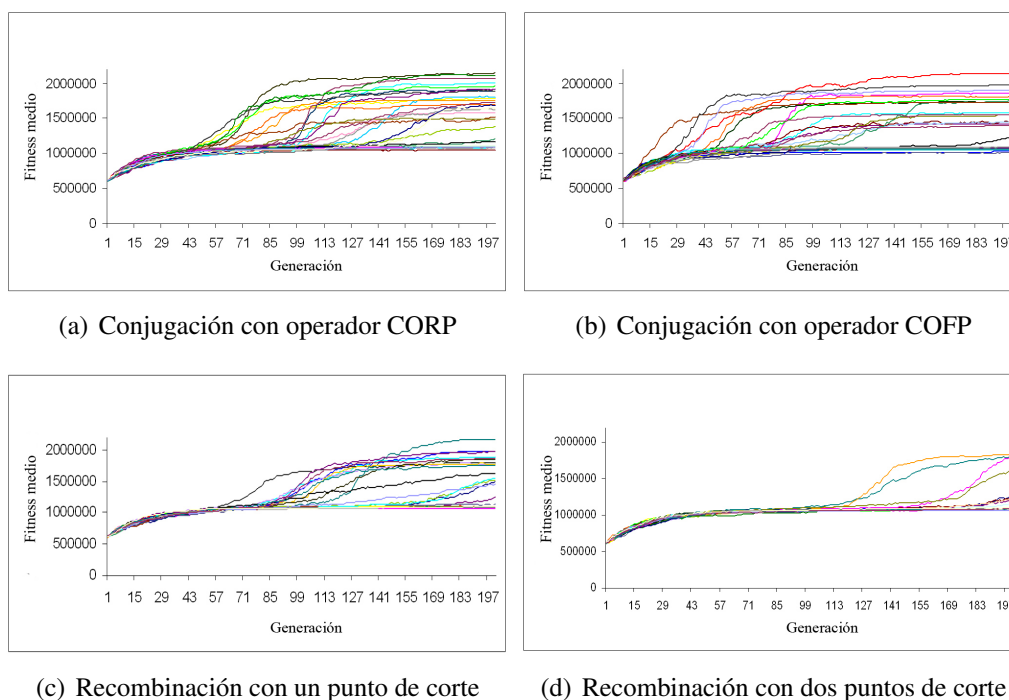 2000000
1500000
1000000
500000
0
Fitness medio
1 15 29 43 57 71 85 99 113 127 141 155 169 183 197
Generación
(a) Conjugación con operador CORP
2000000
1500000
1000000
500000
0
Fitness medio
1 15 29 43 57 71 85 99 113 127 141 155 169 183 197
Generación
(b) Conjugación con operador COFP
2000000
1500000
1000000
500000
0
Fitness medio
1 15 29 43 57 71 85 99 113 127 141 155 169 183 197
Generación
(c) Recombinación con un punto de corte
2000000
1500000
1000000
500000
0
Fitness medio
1 15 29 43 57 71 85 99 113 127 141 155 169 183 197
Generación
(d) Recombinación con dos puntos de corte